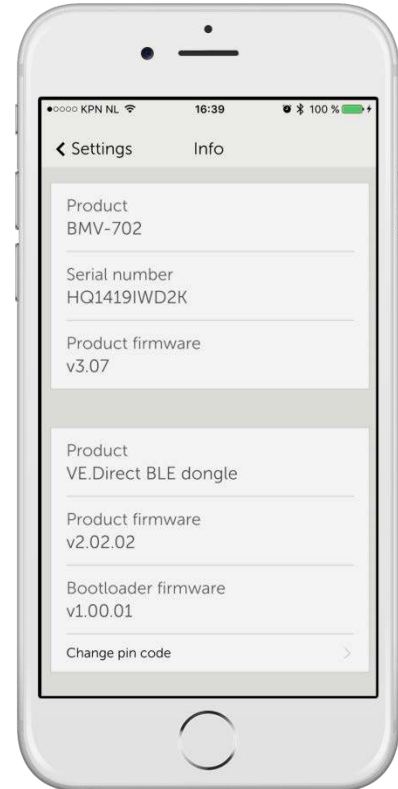 ●○○○○ KPN NL 16:39 100 %
Settings Info
Product
BMV-702
Serial number
HQ1419IWD2K
Product firmware
v3.07
Product
VE.Direct BLE dongle
Product firmware
v2.02.02
Bootloader firmware
v1.00.01
Change pin code